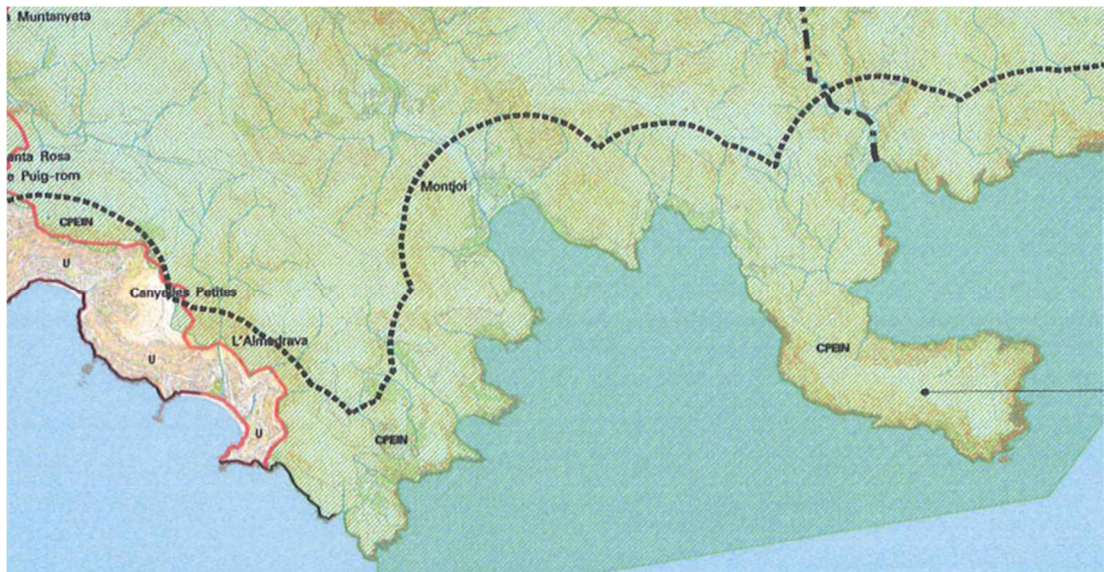 a Muntanyeta
anta Rosa
e Puig-rom
Montjoi
CPEIN
U
Canyelles Petites
L'Almadrava
CPEIN
U
U
CPEIN